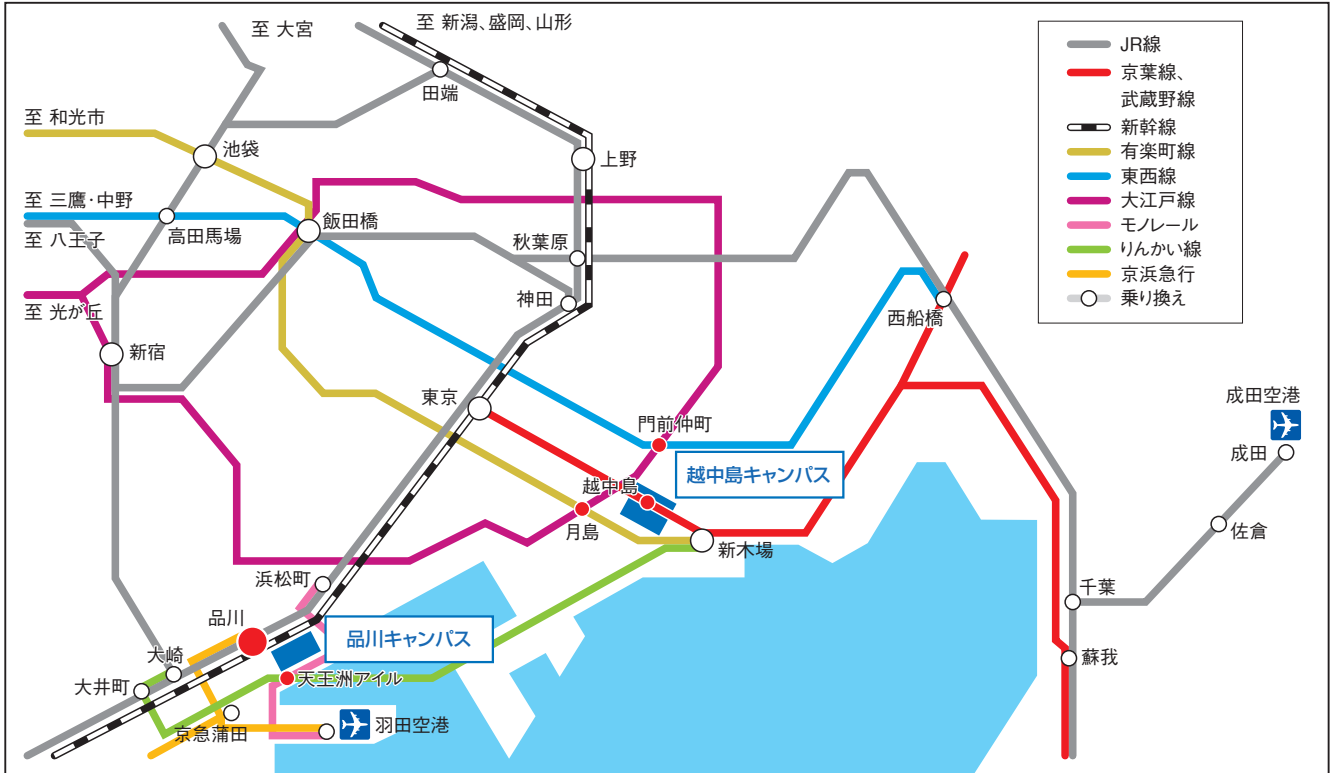 至 大宮
至 新潟、盛岡、山形
田端
至 和光市
池袋
上野
至 三鷹・中野
高田馬場
飯田橋
至 八王子
秋葉原
至 光が丘
神田
新宿
西船橋
東京
門前仲町
越中島キャンパス
越中島
月島
新木場
浜松町
品川
品川キャンパス
大崎
大井町
天王洲アイル
京急蒲田
羽田空港
成田空港
成田
佐倉
千葉
蘇我
JR線
京葉線、
武蔵野線
新幹線
有楽町線
東西線
大江戸線
モノレール
りんかい線
京浜急行
乗り換え